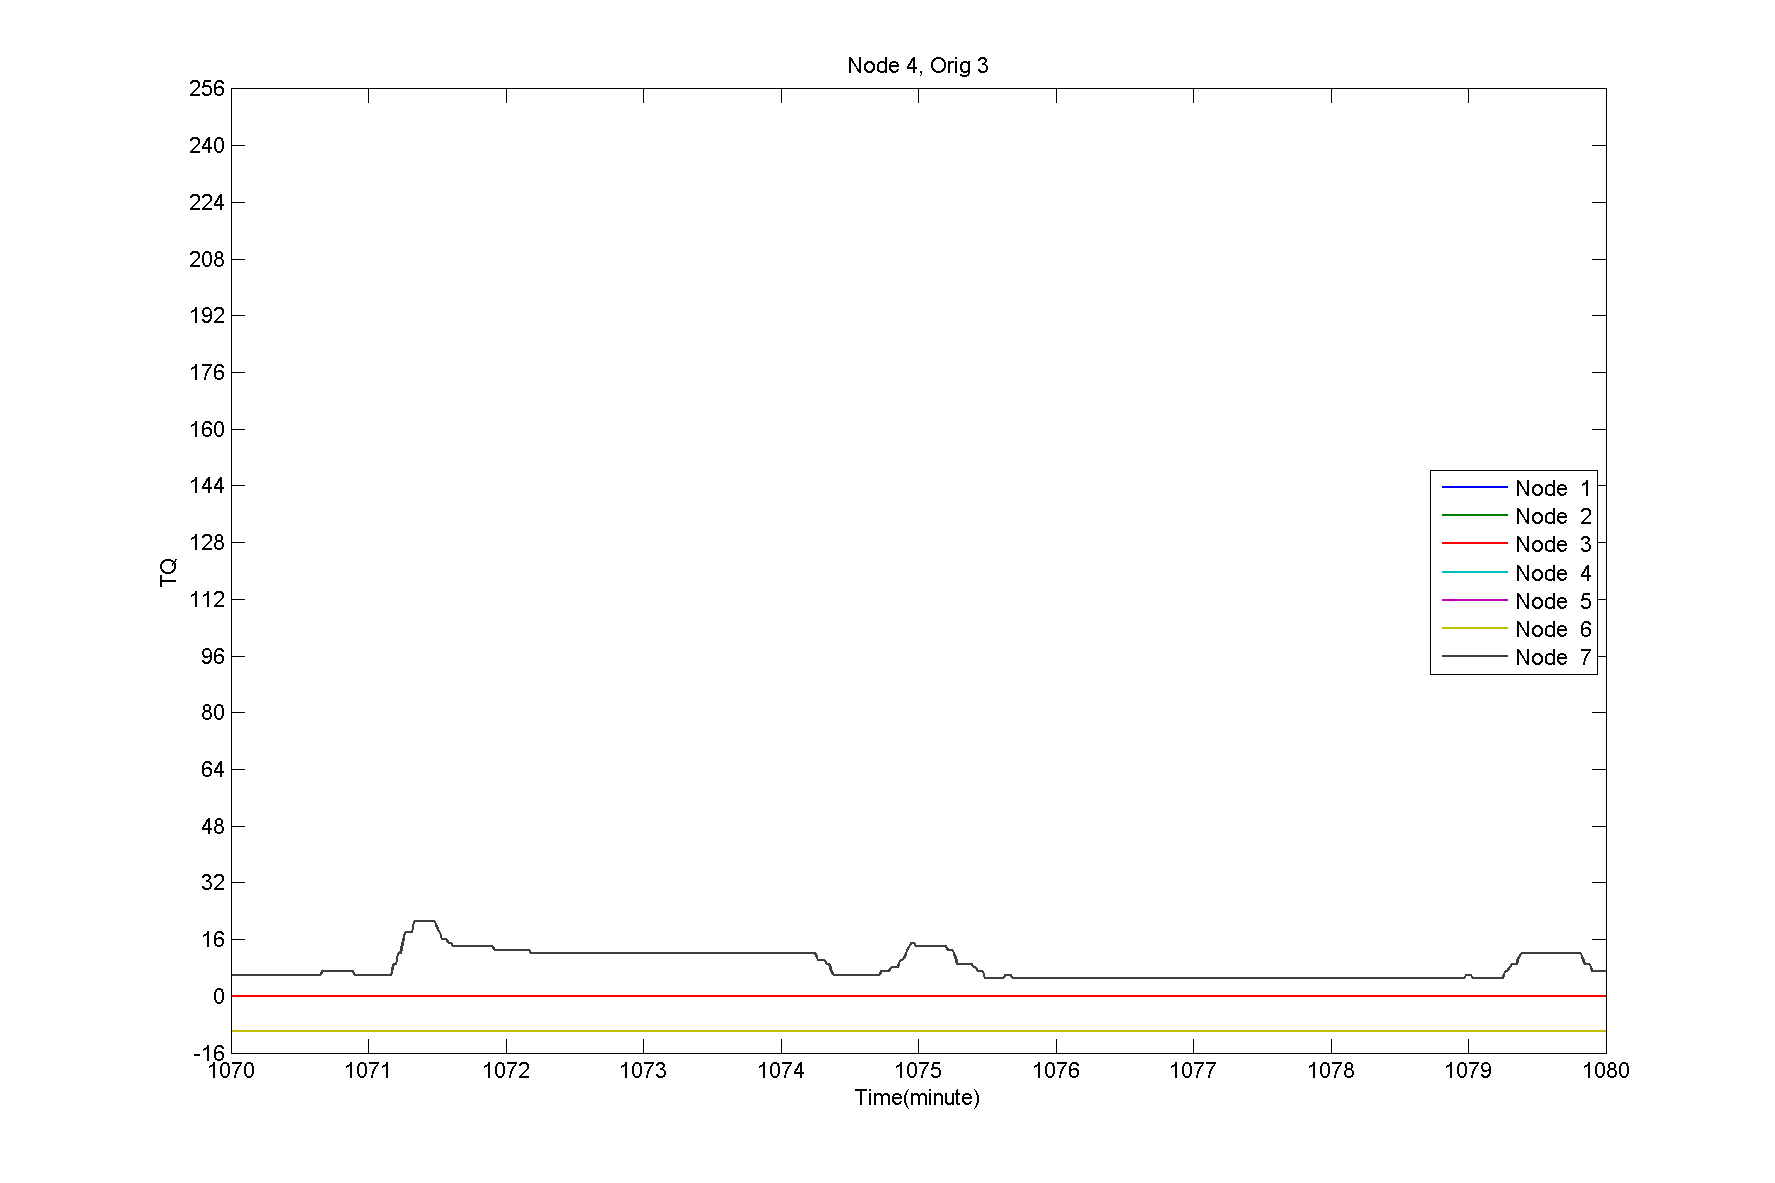 Node 4, Orig 3
256
240
224
208
192
176
160
144
128
112
96
80
64
48
32
16
0
-16
TQ
Node 1
Node 2
Node 3
Node 4
Node 5
Node 6
Node 7
1070 1071 1072 1073 1074 1075 1076 1077 1078 1079 1080
Time(minute)